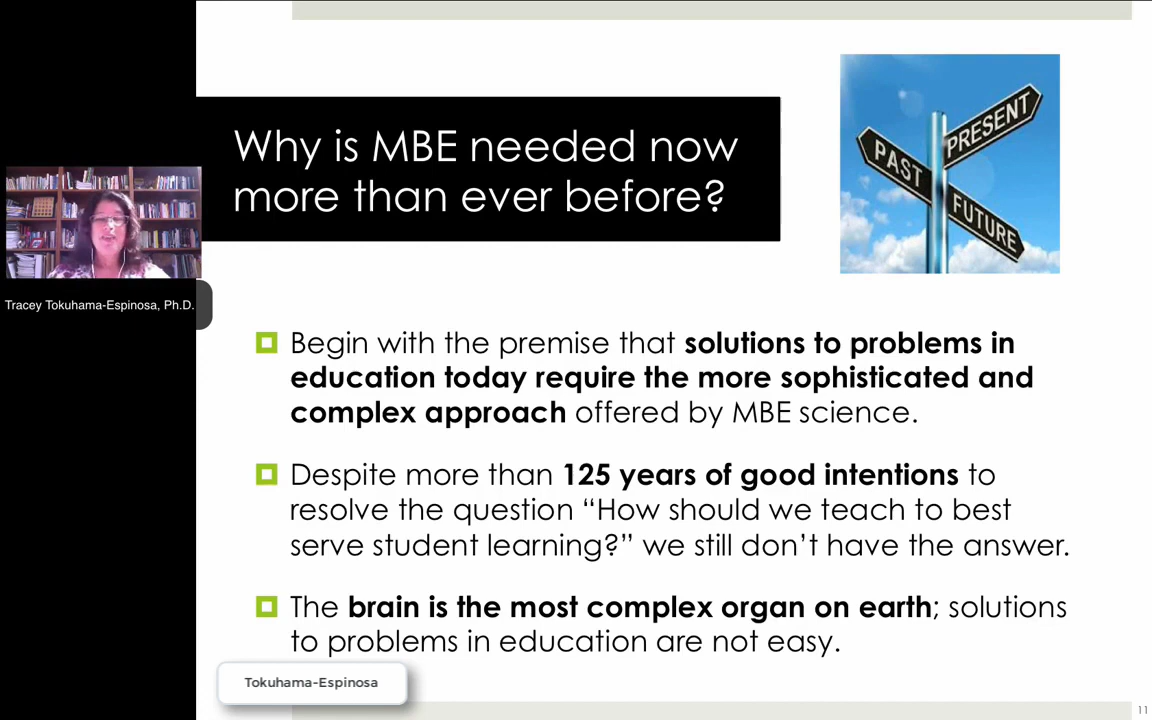 Why is MBE needed now
more than ever before?
PAST
PRESENT
FUTURE
Tracey Tokuhama-Espinosa, Ph.D.
Begin with the premise that solutions to problems in
education today require the more sophisticated and
complex approach offered by MBE science.
Despite more than 125 years of good intentions to
resolve the question “How should we teach to best
serve student learning?” we still don’t have the answer.
The brain is the most complex organ on earth; solutions
to problems in education are not easy.
Tokuhama-Espinosa
11